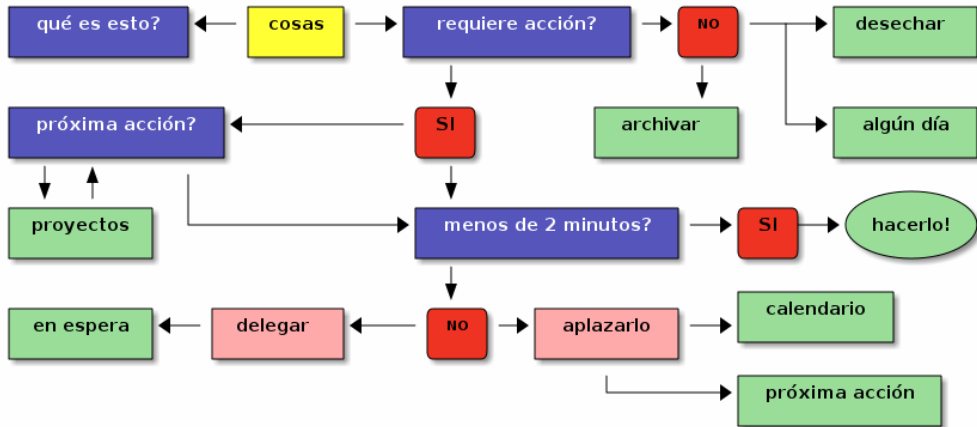 qué es esto?
cosas
requiere acción?
NO
desechar
próxima acción?
SI
archivar
algún día
proyectos
menos de 2 minutos?
SI
hacerlo!
en espera
delegar
NO
aplazarlo
calendario
próxima acción